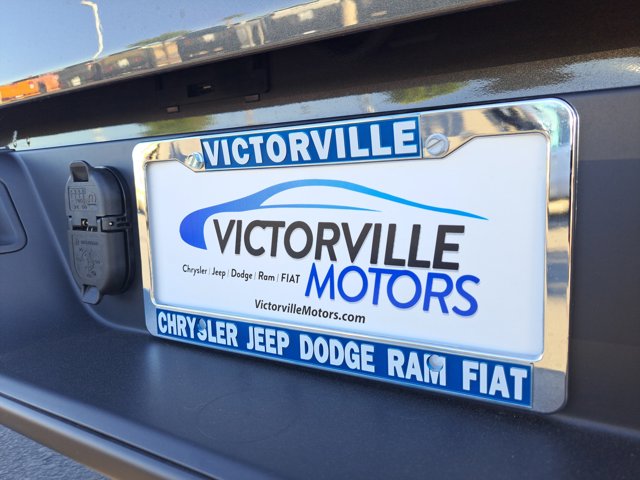 VICTORVILLE
VICTORVILLE
Chrysler | Jeep | Dodge | Ram | FIAT
MOTORS
VictorvilleMotors.com
CHRYSLER JEEP DODGE RAM FIAT